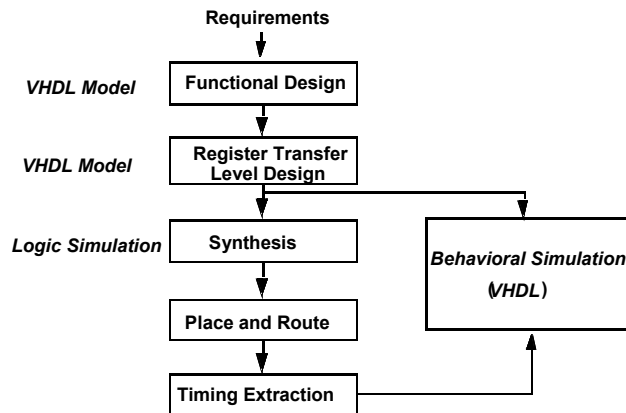 Requirements
VHDL Model
Functional Design
VHDL Model
Register Transfer
Level Design
Logic Simulation
Synthesis
Behavioral Simulation
(VHDL)
Place and Route
Timing Extraction